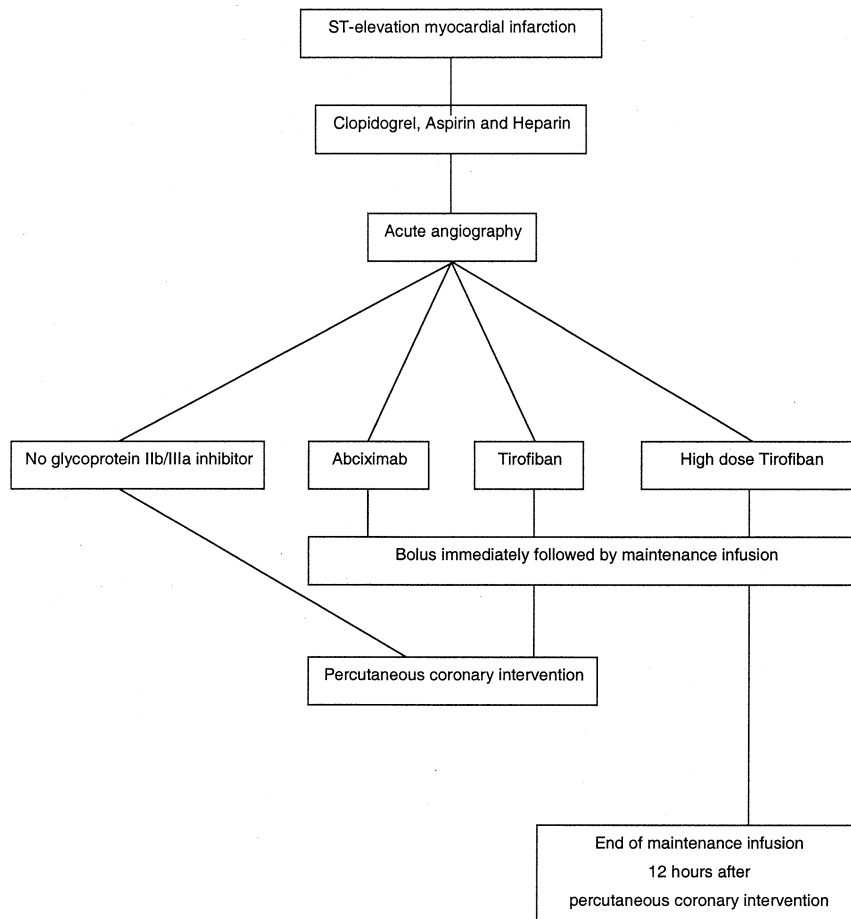 ST-elevation myocardial infarction
Clopidogrel, Aspirin and Heparin
Acute angiography
No glycoprotein IIb/IIIa inhibitor
Abciximab
Tirofiban
High dose Tirofiban
Bolus immediately followed by maintenance infusion
Percutaneous coronary intervention
End of maintenance infusion
12 hours after
percutaneous coronary intervention